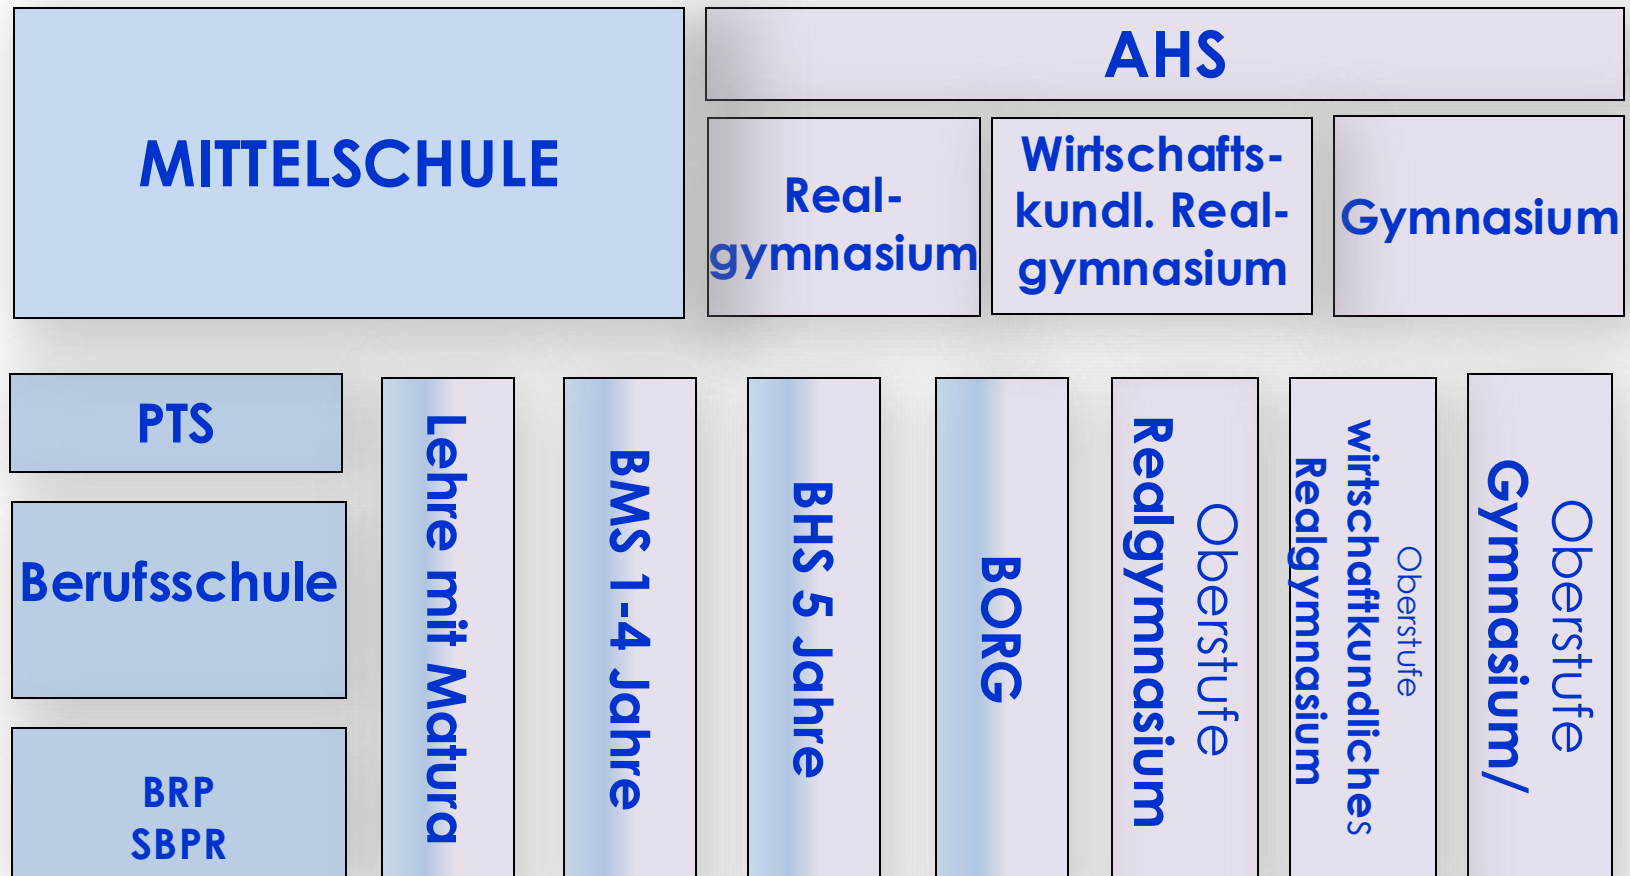 MITTELSCHULE
AHS
Real-
gymnasium
Wirtschafts-
kundl. Real-
gymnasium
Gymnasium
PTS
Berufsschule
BRP
SBPR
Lehre mit Matura
BMS 1-4 Jahre
BHS 5 Jahre
BORG
Oberstufe
Realgymnasium
Oberstufe
wirtschaftkundliches
Realgymnasium
Oberstufe
Gymnasium/